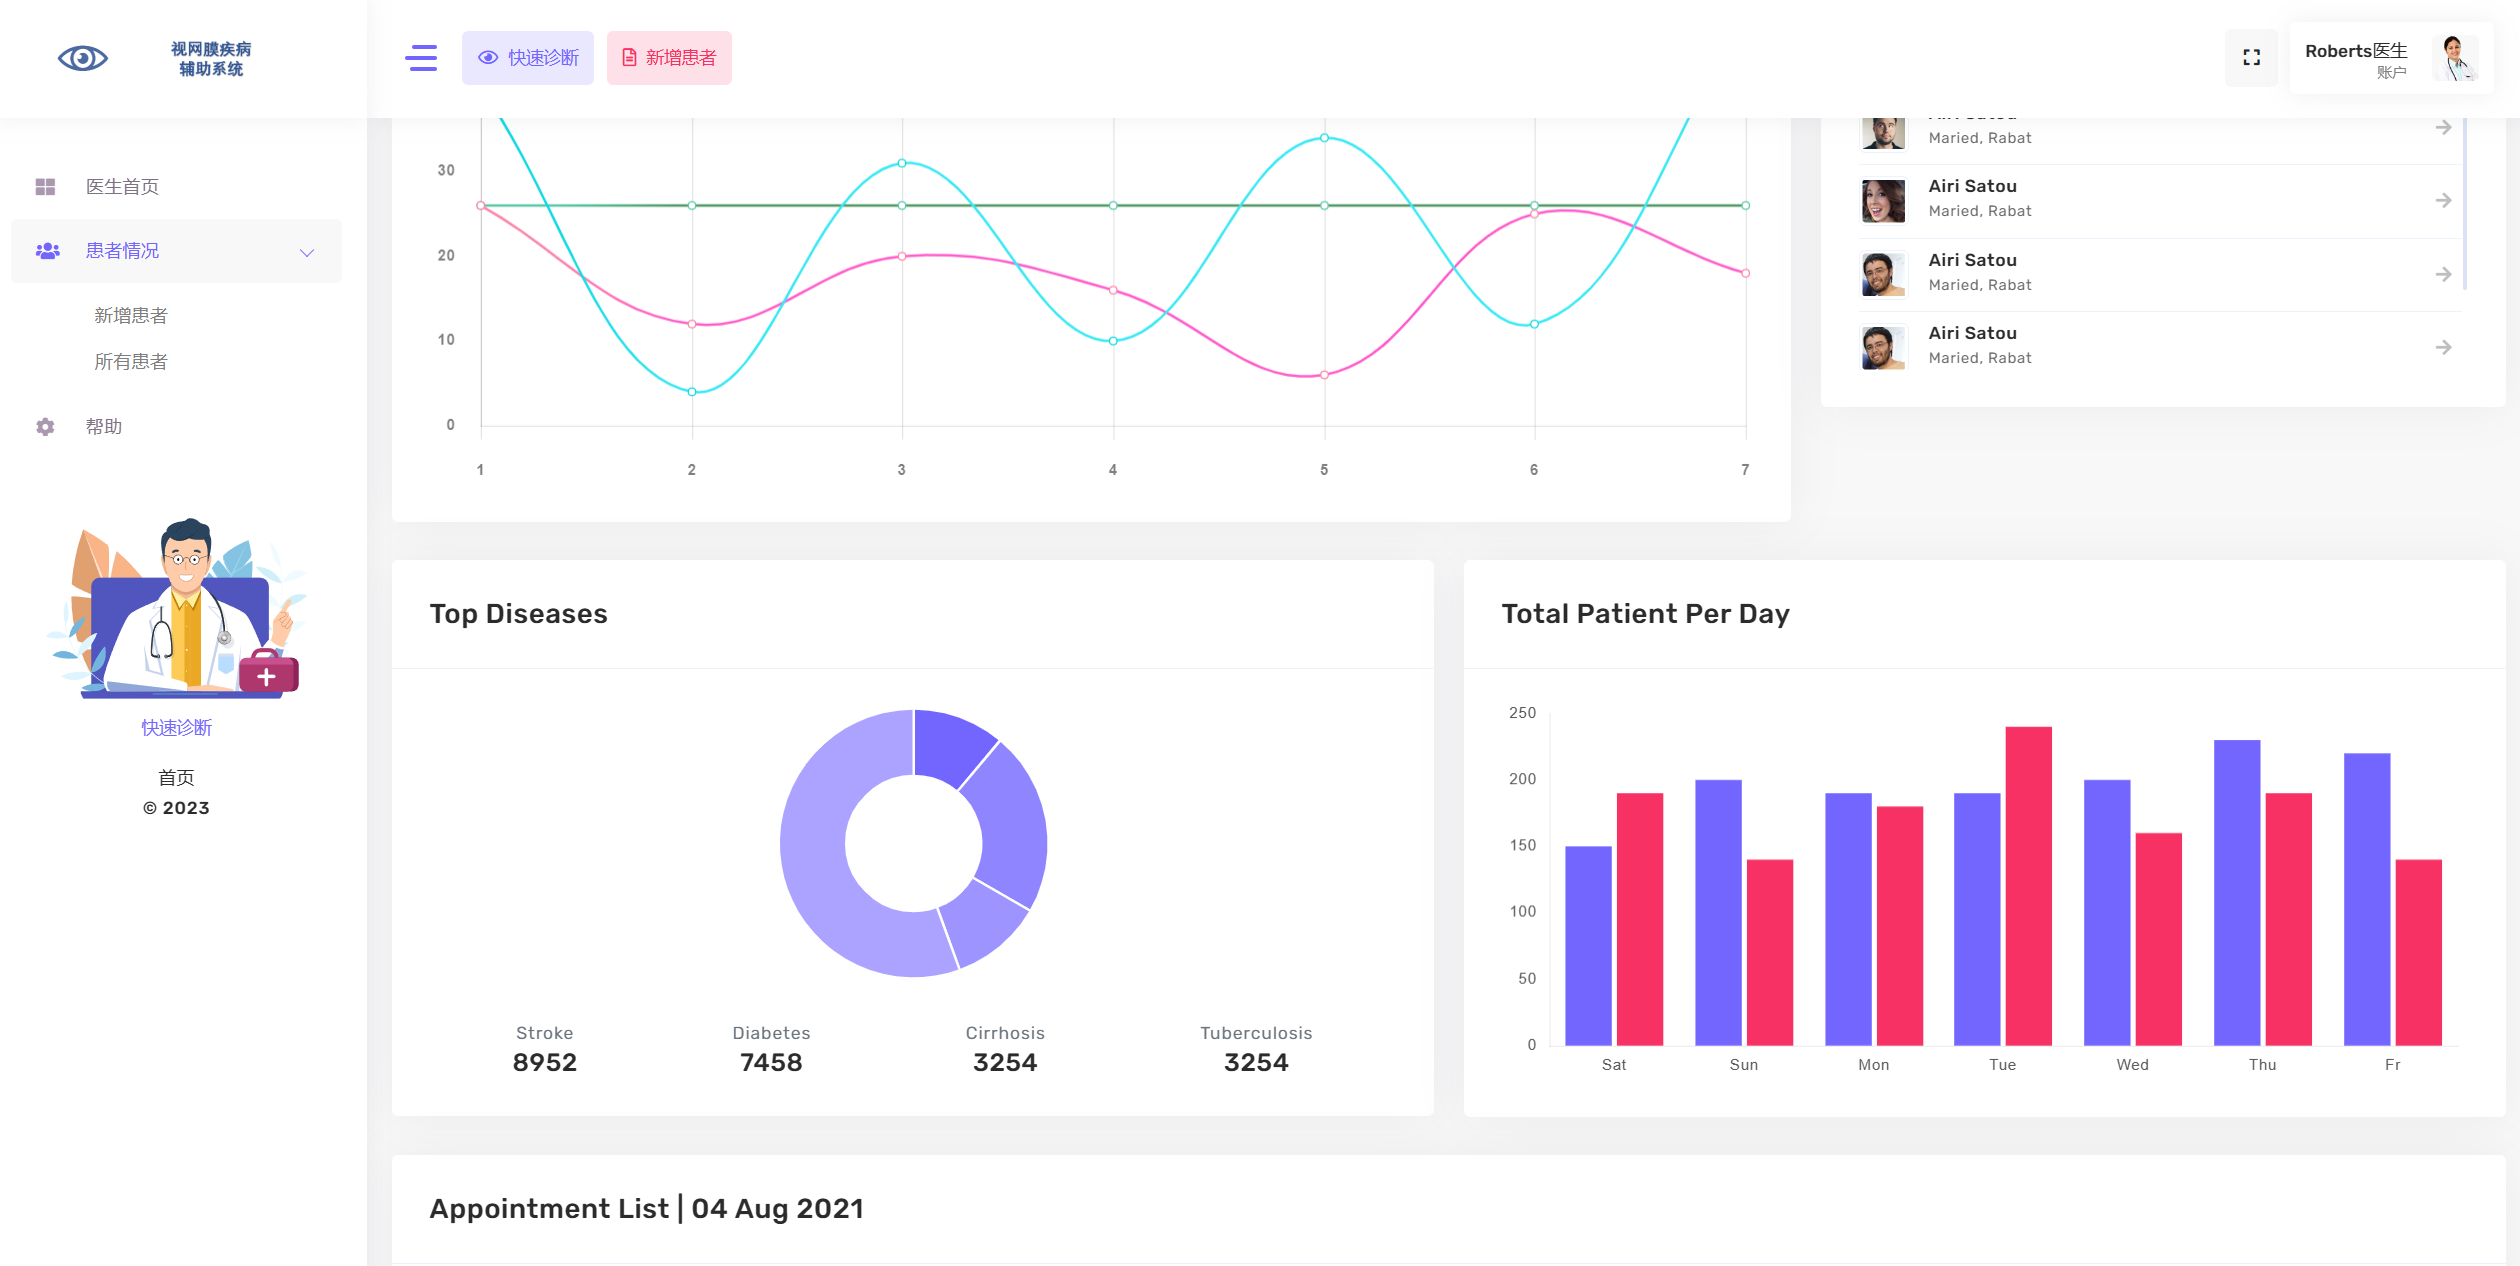 视网膜疾病
辅助系统
快速诊断
新增患者
Roberts医生
账户
医生首页
患者情况
新增患者
所有患者
帮助
快速诊断
首页
© 2023
30
20
10
0
1 2 3 4 5 6 7
Airi Satou
Maried, Rabat
Airi Satou
Maried, Rabat
Airi Satou
Maried, Rabat
Airi Satou
Maried, Rabat
Top Diseases
Stroke
8952
Diabetes
7458
Cirrhosis
3254
Tuberculosis
3254
Total Patient Per Day
250
200
150
100
50
0
Sat Sun Mon Tue Wed Thu Fr
Appointment List | 04 Aug 2021